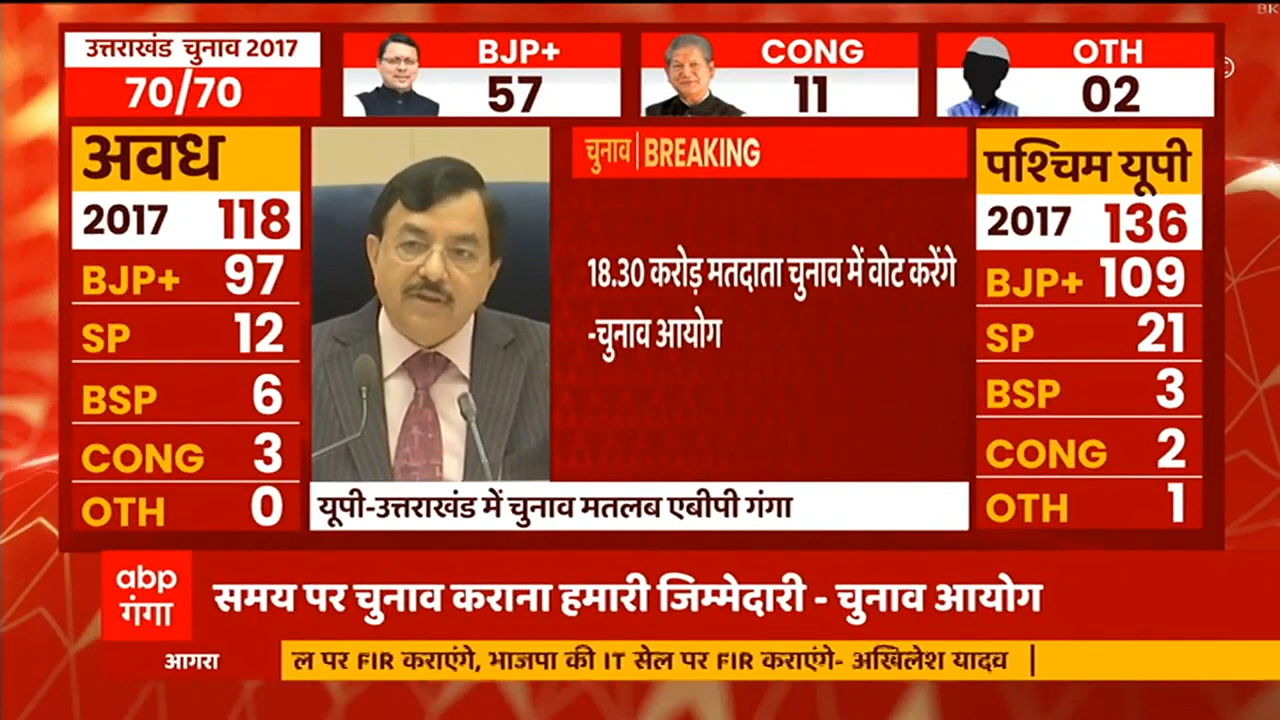 BK
उत्तराखंड चुनाव 2017
70/70
BJP+
57
CONG
11
OTH
02
अवध
2017 118
BJP+ 97
SP 12
BSP 6
CONG 3
OTH 0
चुनाव BREAKING
18.30 करोड़ मतदाता चुनाव में वोट करेंगे
-चुनाव आयोग
यूपी-उत्तराखंड में चुनाव मतलब एबीपी गंगा
पश्चिम यूपी
2017 136
BJP+ 109
SP 21
BSP 3
CONG 2
OTH 1
abp
गंगा
समय पर चुनाव कराना हमारी जिम्मेदारी - चुनाव आयोग
आगरा
ल पर FIR कराएंगे, भाजपा की IT सेल पर FIR कराएंगे- अखिलेश यादव